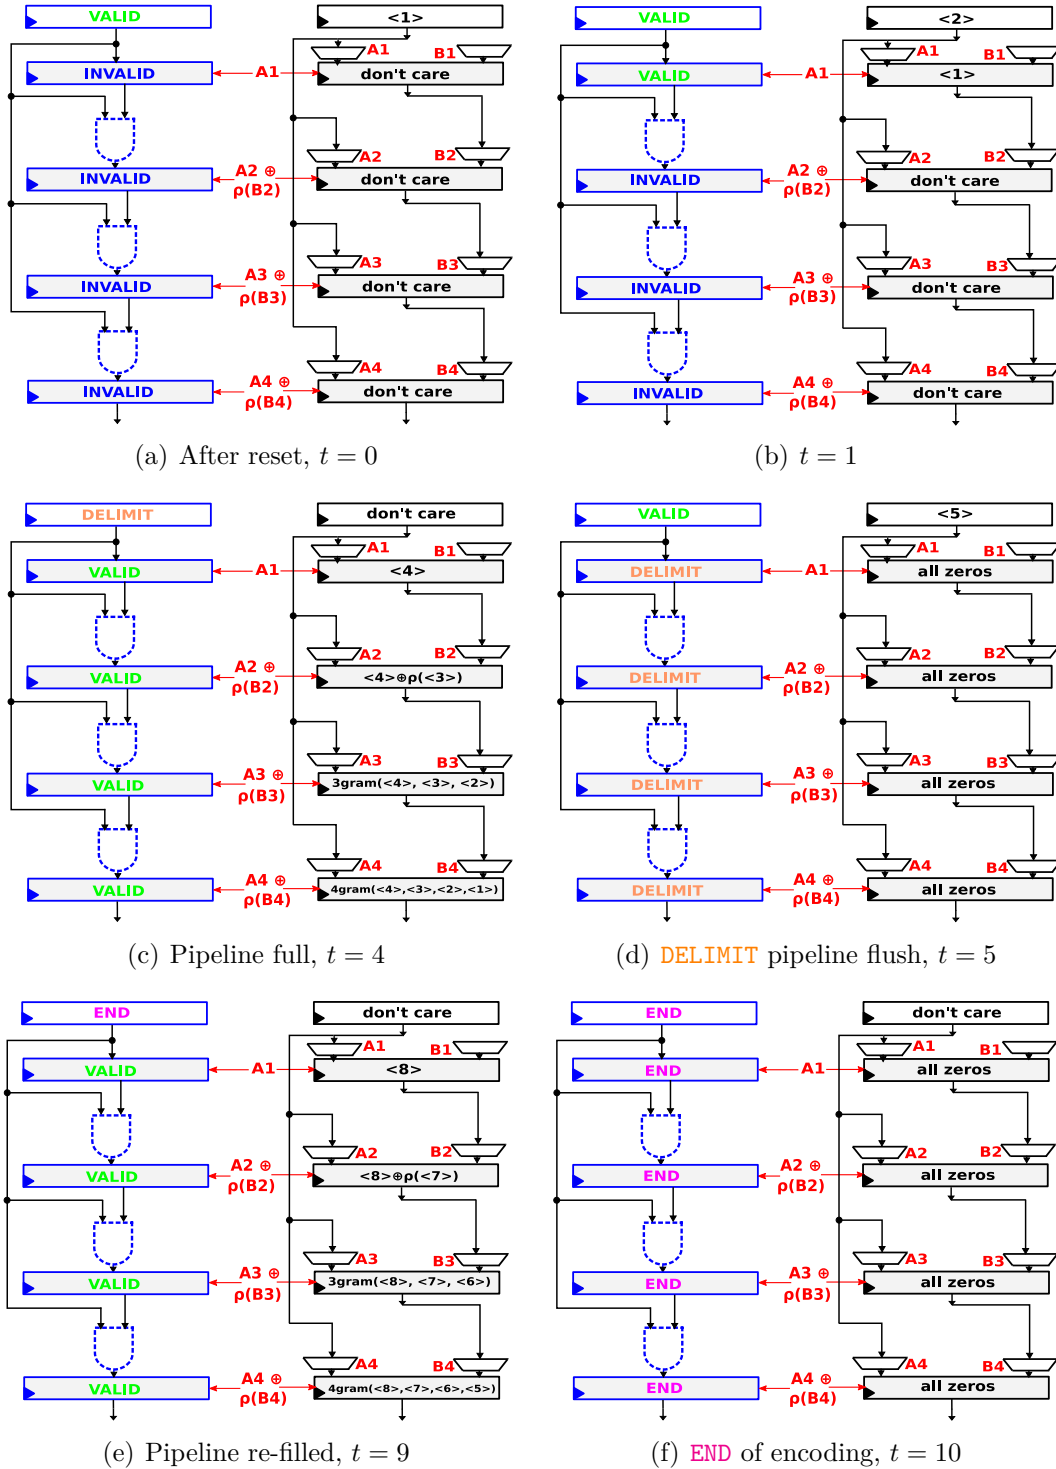 VALID <1>
A1 B1
INVALID A1 don't care
A2 B2
INVALID A2 ⊕ ρ(B2) don't care
A3 B3
INVALID A3 ⊕ ρ(B3) don't care
A4 B4
INVALID A4 ⊕ ρ(B4) don't care
(a) After reset, t = 0
VALID <2>
A1 B1
VALID A1 <1>
A2 B2
INVALID A2 ⊕ ρ(B2) don't care
A3 B3
INVALID A3 ⊕ ρ(B3) don't care
A4 B4
INVALID A4 ⊕ ρ(B4) don't care
(b) t = 1
DELIMIT don't care
A1 B1
VALID A1 <4>
A2 B2
VALID A2 ⊕ ρ(B2) <4>⊕ρ(<3>)
A3 B3
VALID A3 ⊕ ρ(B3) 3gram(<4>, <3>, <2>)
A4 B4
VALID A4 ⊕ ρ(B4) 4gram(<4>,<3>,<2>,<1>)
(c) Pipeline full, t = 4
VALID <5>
A1 B1
DELIMIT A1 all zeros
A2 B2
DELIMIT A2 ⊕ ρ(B2) all zeros
A3 B3
DELIMIT A3 ⊕ ρ(B3) all zeros
A4 B4
DELIMIT A4 ⊕ ρ(B4) all zeros
(d) DELIMIT pipeline flush, t = 5
END don't care
A1 B1
VALID A1 <8>
A2 B2
VALID A2 ⊕ ρ(B2) <8>⊕ρ(<7>)
A3 B3
VALID A3 ⊕ ρ(B3) 3gram(<8>, <7>, <6>)
A4 B4
VALID A4 ⊕ ρ(B4) 4gram(<8>,<7>,<6>,<5>)
(e) Pipeline re-filled, t = 9
END don't care
A1 B1
END A1 all zeros
A2 B2
END A2 ⊕ ρ(B2) all zeros
A3 B3
END A3 ⊕ ρ(B3) all zeros
A4 B4
END A4 ⊕ ρ(B4) all zeros
(f) END of encoding, t = 10